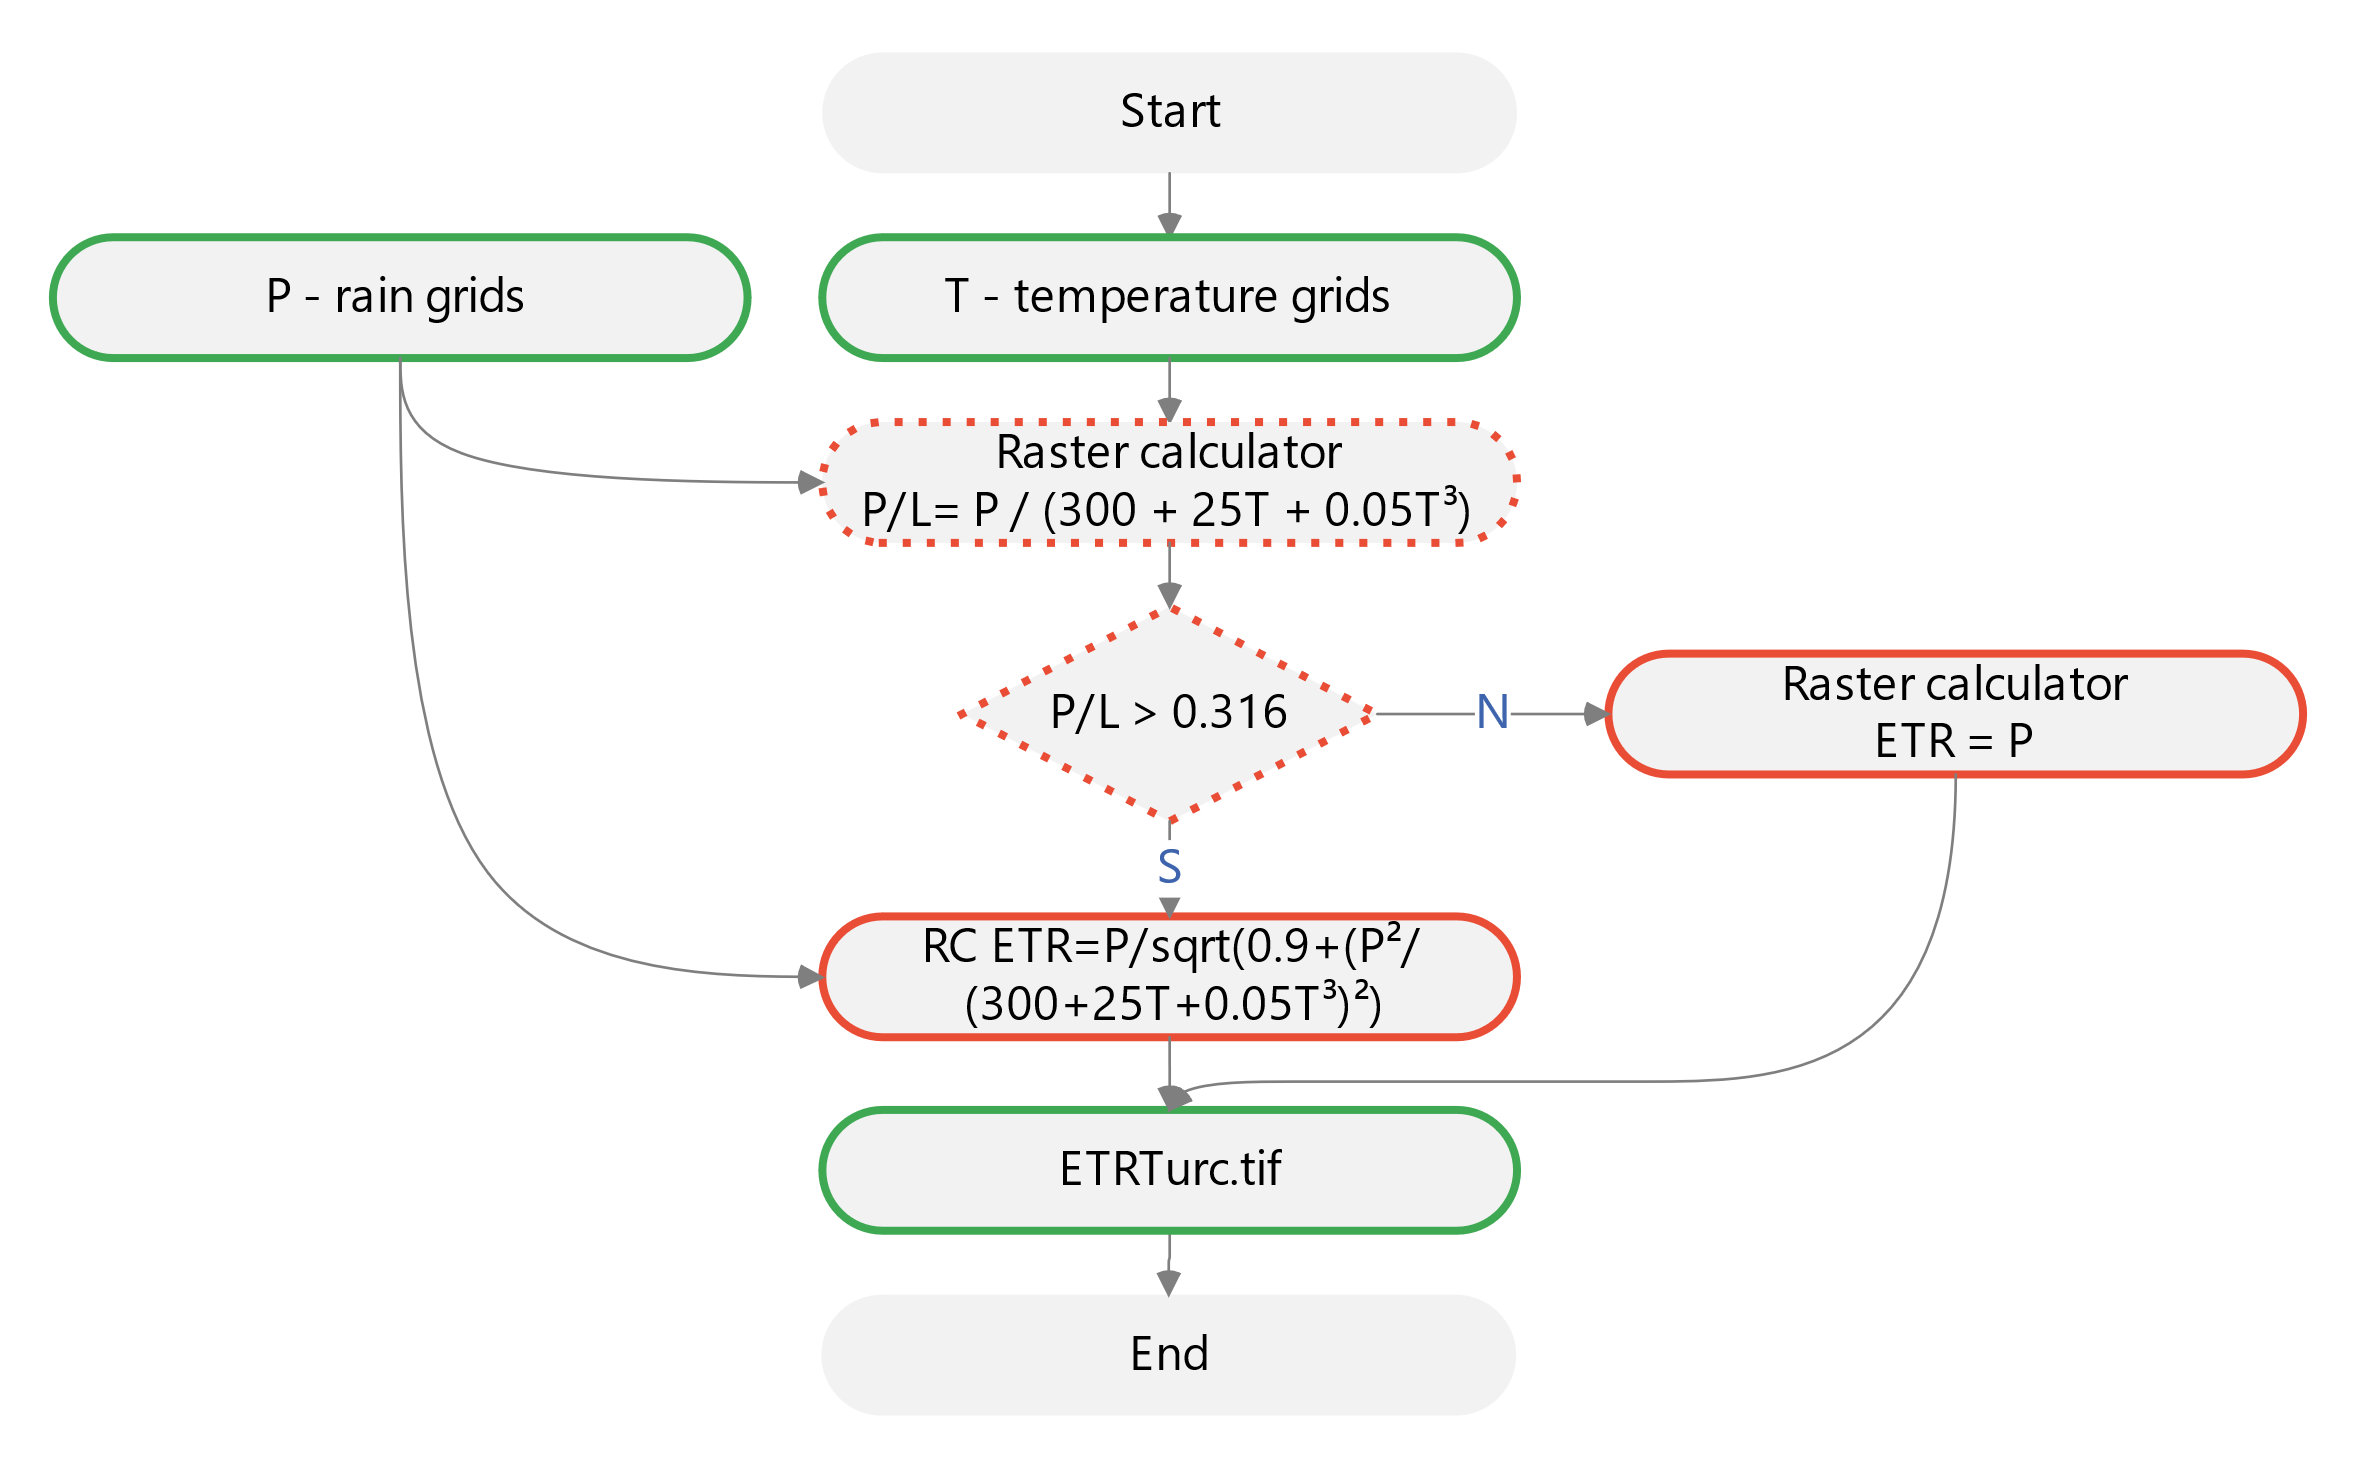 Start
P - rain grids
T - temperature grids
Raster calculator
P/L= P / (300 + 25T + 0.05T³)
P/L > 0.316
N
Raster calculator
ETR = P
S
RC ETR=P/sqrt(0.9+(P²/
(300+25T+0.05T³)²)
ETRTurc.tif
End